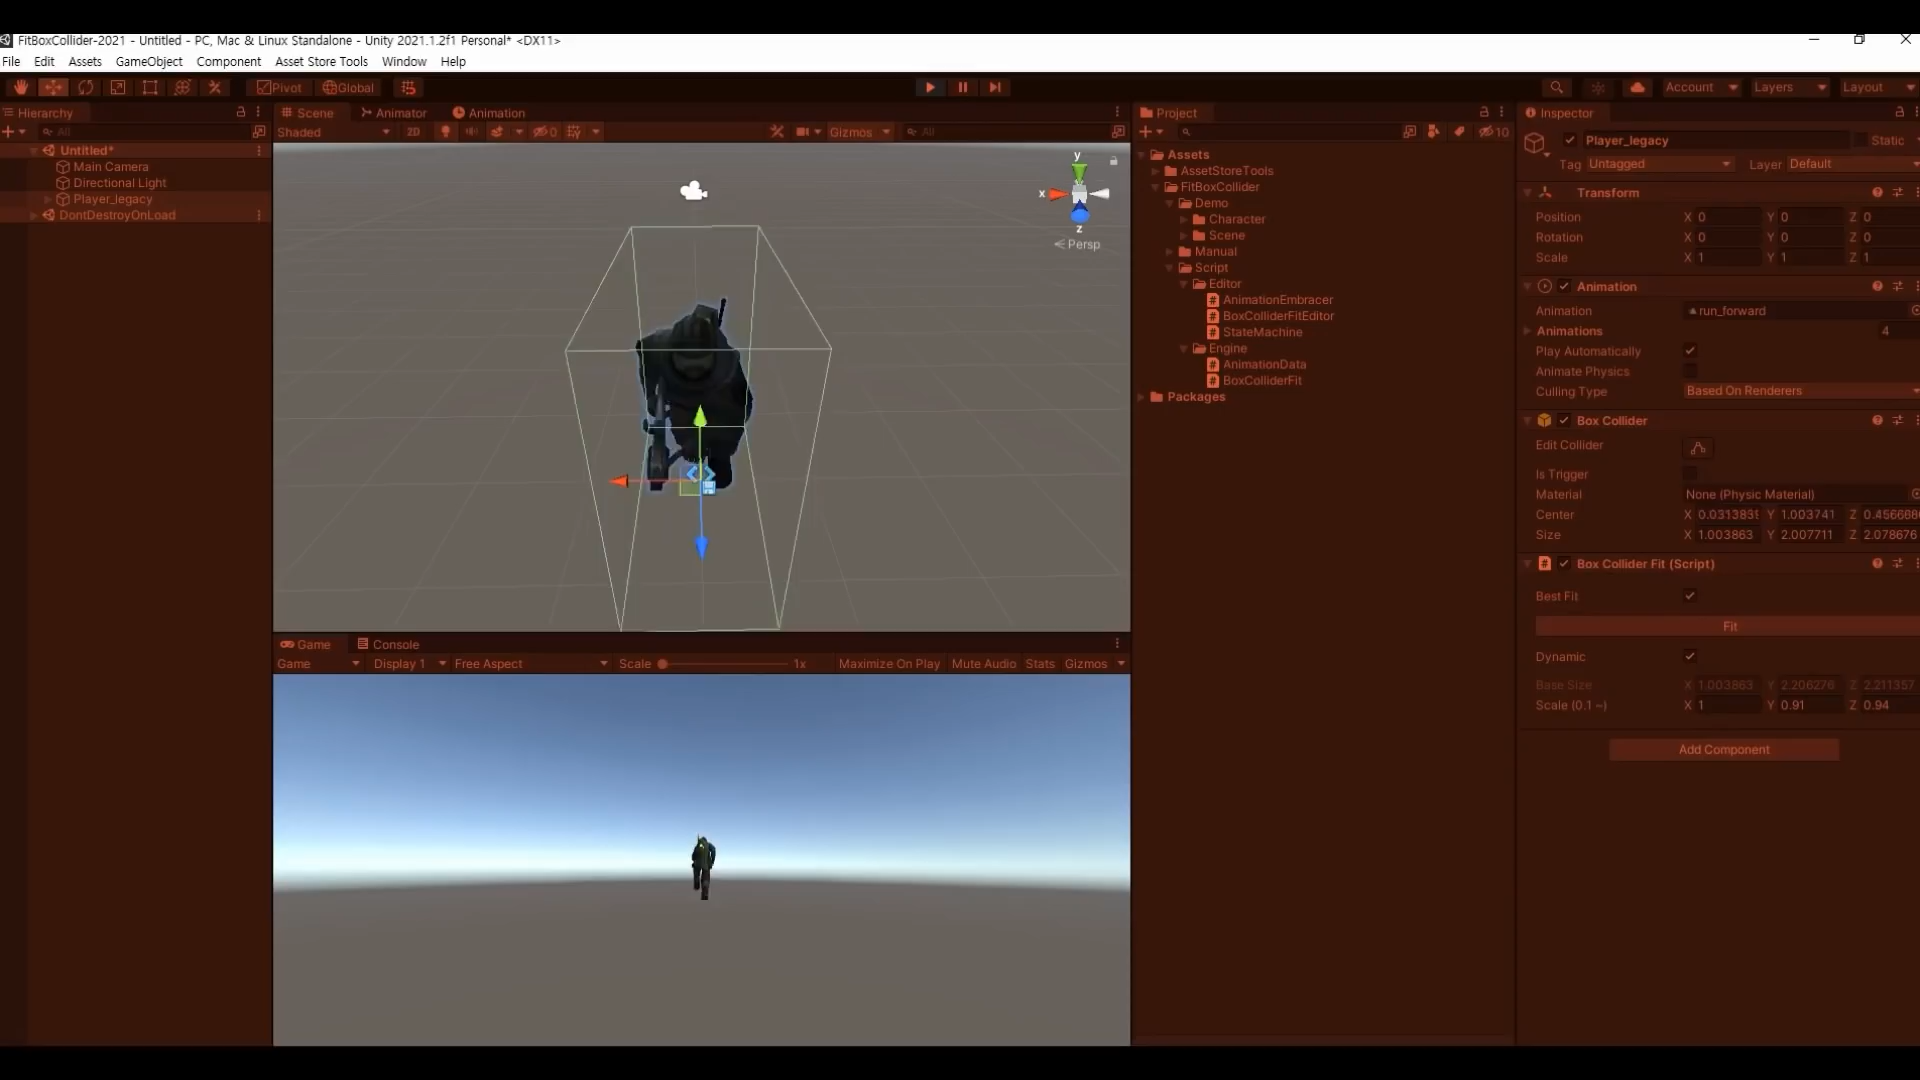 FitBoxCollider-2021 - Untitled - PC, Mac & Linux Standalone - Unity 2021.1.2f1 Personal* <DX11>
File Edit Assets GameObject Component Asset Store Tools Window Help
Pivot Global Account Layers Layout
Hierarchy
All
Untitled*
Main Camera
Directional Light
Player_legacy
DontDestroyOnLoad
Scene Animator Animation
Shaded 2D 0 Gizmos All
y
x
z
Persp
Game Console
Game Display 1 Free Aspect Scale 1x Maximize On Play Mute Audio Stats Gizmos
Project
10
Assets
AssetStoreTools
FitBoxCollider
Demo
Character
Scene
Manual
Script
Editor
AnimationEmbracer
BoxColliderFitEditor
StateMachine
Engine
AnimationData
BoxColliderFit
Packages
Inspector
Player_legacy Static
Tag Untagged Layer Default
Transform
Position X 0 Y 0 Z 0
Rotation X 0 Y 0 Z 0
Scale X 1 Y 1 Z 1
Animation
Animation run_forward
Animations 4
Play Automatically
Animate Physics
Culling Type Based On Renderers
Box Collider
Edit Collider
Is Trigger
Material None (Physic Material)
Center X 0.031383 Y 1.003741 Z 0.456668
Size X 1.003863 Y 2.007711 Z 2.078676
Box Collider Fit (Script)
Best Fit
Fit
Dynamic
Base Size X 1.003863 Y 2.206276 Z 2.211357
Scale (0.1 ~) X 1 Y 0.91 Z 0.94
Add Component